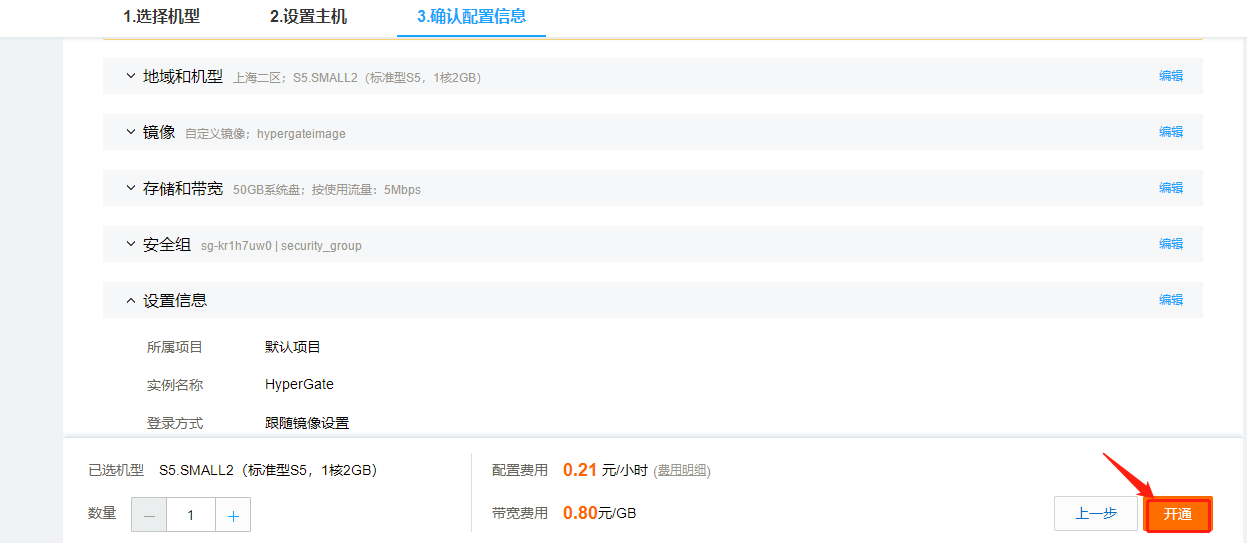 1.选择机型 2.设置主机 3.确认配置信息
地域和机型 上海二区；S5.SMALL2（标准型S5，1核2GB） 编辑
镜像 自定义镜像；hypergateimage 编辑
存储和带宽 50GB系统盘；按使用流量：5Mbps 编辑
安全组 sg-kr1h7uw0 | security_group 编辑
设置信息 编辑
所属项目 默认项目
实例名称 HyperGate
登录方式 跟随镜像设置
已选机型 S5.SMALL2（标准型S5，1核2GB） 配置费用 0.21 元/小时 (费用明细)
数量 － 1 ＋ 带宽费用 0.80元/GB 上一步 开通